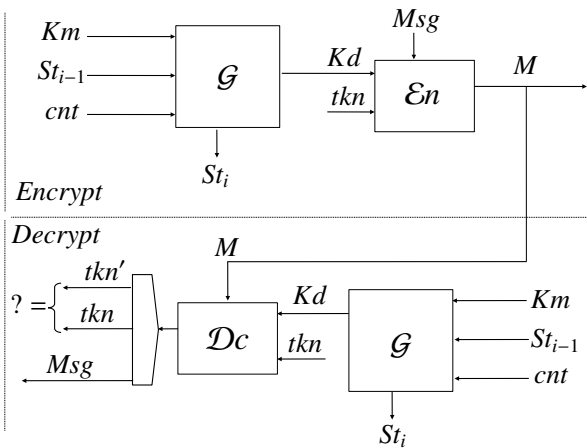 Km
St_{i-1}
cnt
𝒢
St_i
Kd
tkn
Msg
ℰn
M
Encrypt
Decrypt
M
? =
tkn′
tkn
Msg
𝒟c
Kd
tkn
𝒢
St_i
Km
St_{i-1}
cnt